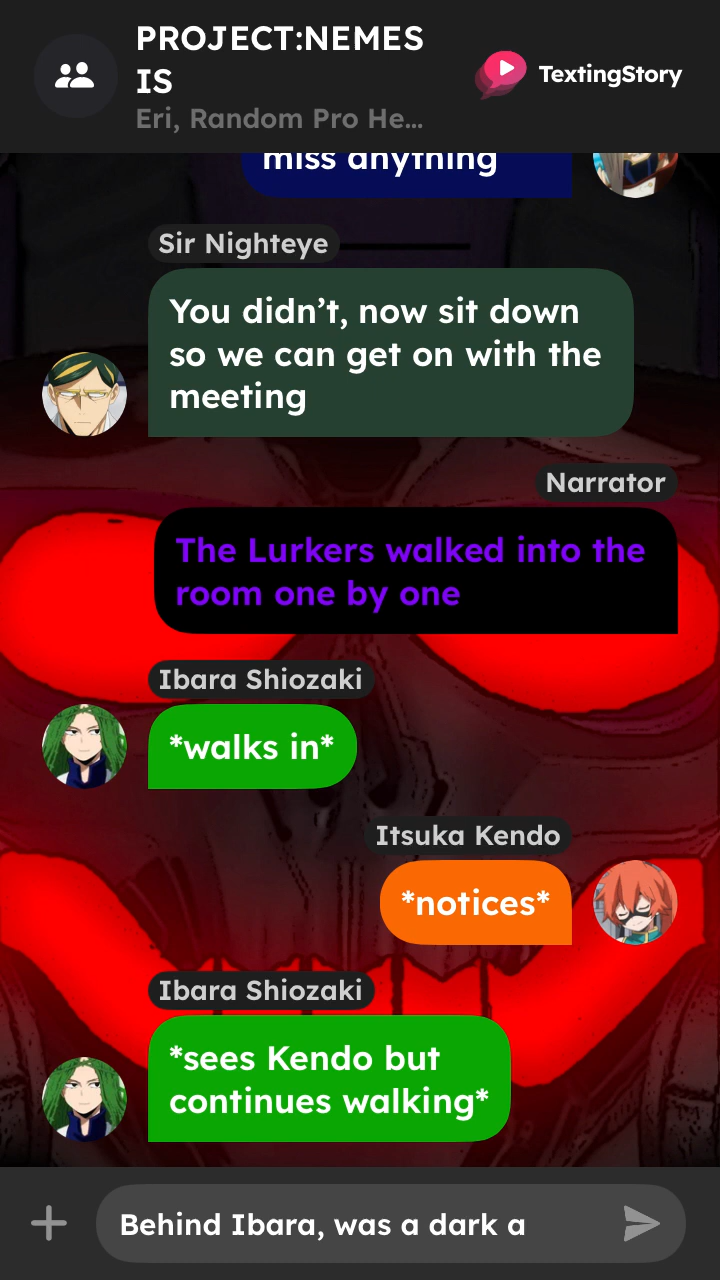 PROJECT:NEMES
IS
Eri, Random Pro He...
TextingStory
miss anything
Sir Nighteye
You didn’t, now sit down
so we can get on with the
meeting
Narrator
The Lurkers walked into the
room one by one
Ibara Shiozaki
*walks in*
Itsuka Kendo
*notices*
Ibara Shiozaki
*sees Kendo but
continues walking*
Behind Ibara, was a dark a